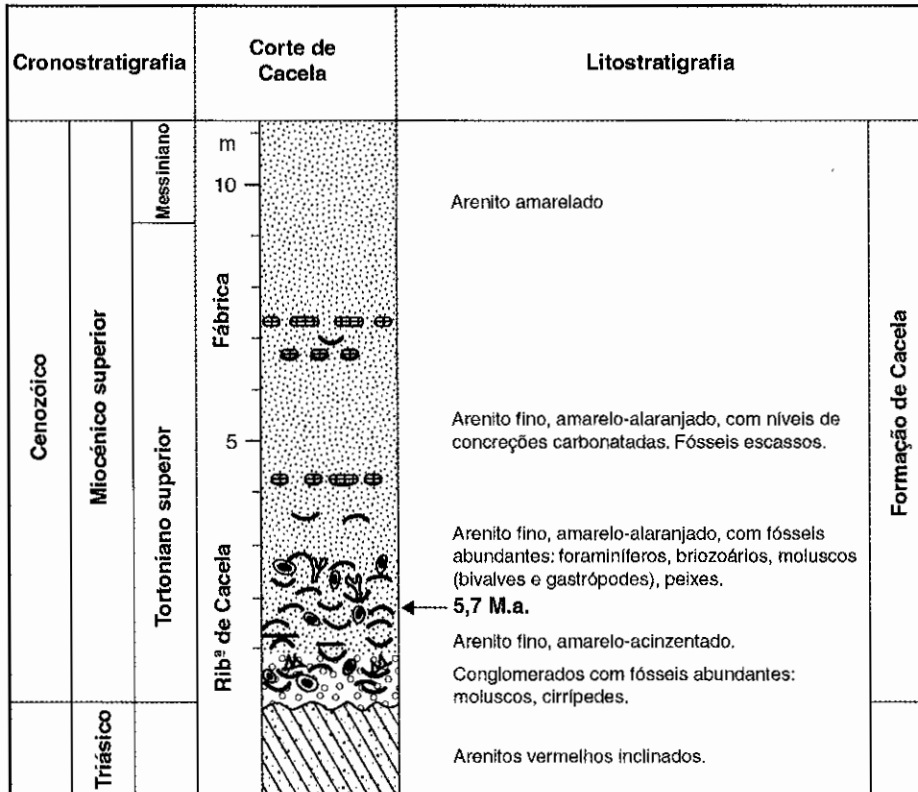 Cronostratigrafia
Corte de
Cacela
Litostratigrafia
Cenozóico
Miocénico superior
Messiniano
Tortoniano superior
Triásico
Fábrica
Ribª de Cacela
m
10
5
Arenito amarelado
Arenito fino, amarelo-alaranjado, com níveis de
concreções carbonatadas. Fósseis escassos.
Arenito fino, amarelo-alaranjado, com fósseis
abundantes: foraminíferos, briozoários, moluscos
(bivalves e gastrópodes), peixes.
5,7 M.a.
Arenito fino, amarelo-acinzentado.
Conglomerados com fósseis abundantes:
moluscos, cirrípedes.
Arenitos vermelhos inclinados.
Formação de Cacela